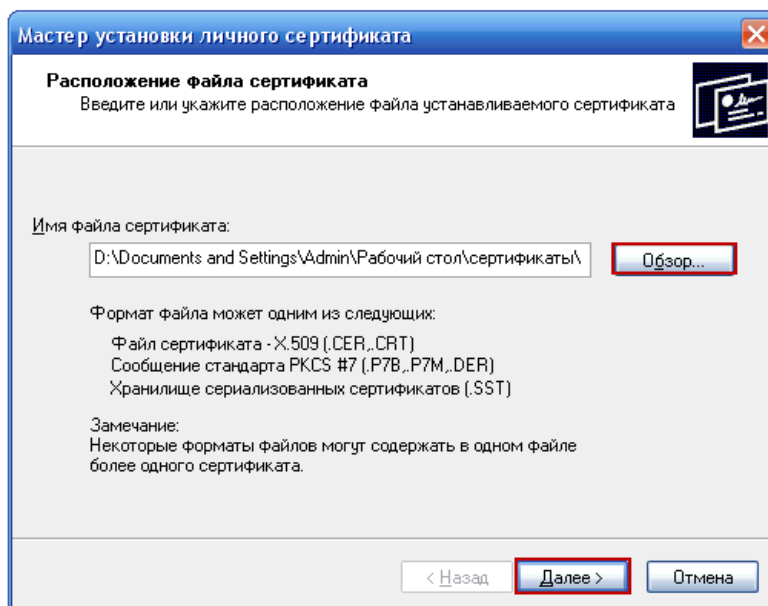 Мастер установки личного сертификата
Расположение файла сертификата
Введите или укажите расположение файла устанавливаемого сертификата
Имя файла сертификата:
D:\Documents and Settings\Admin\Рабочий стол\сертификаты\
Обзор...
Формат файла может одним из следующих:
Файл сертификата - X.509 (.CER,.CRT)
Сообщение стандарта PKCS #7 (.P7B,.P7M,.DER)
Хранилище сериализованных сертификатов (.SST)
Замечание:
Некоторые форматы файлов могут содержать в одном файле
более одного сертификата.
< Назад
Далее >
Отмена